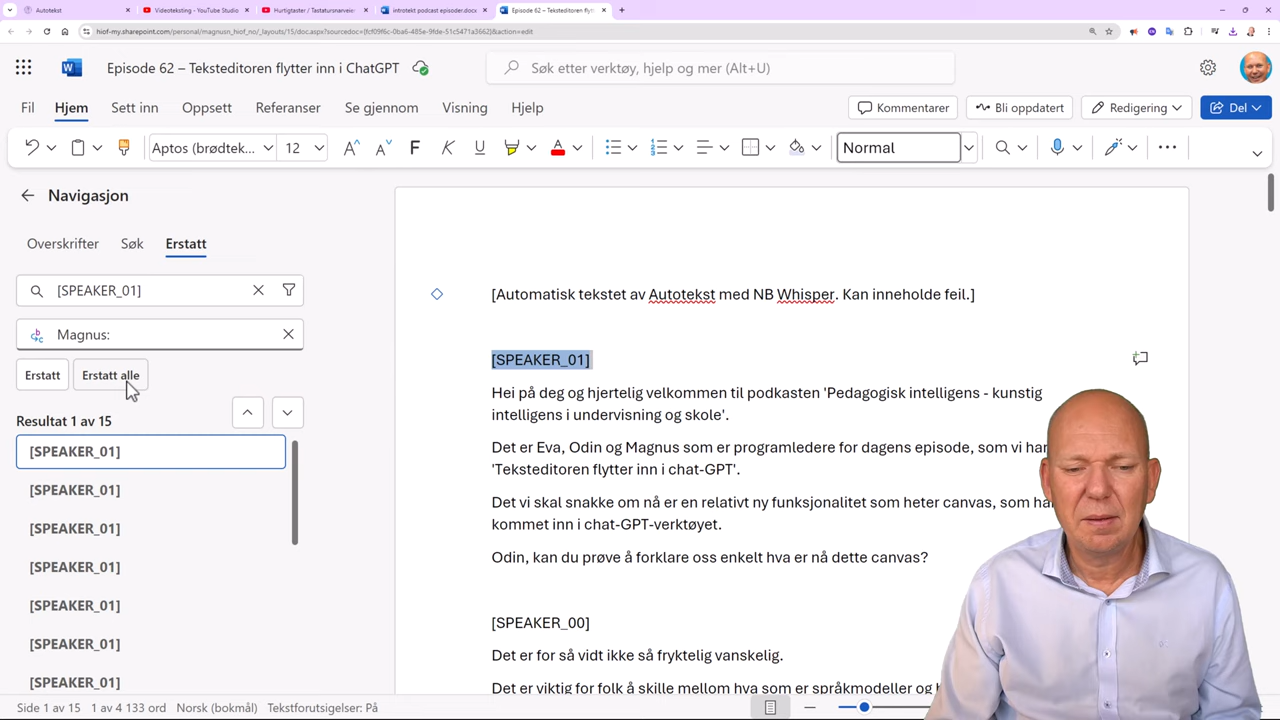 Autotekst
Videoteksting - YouTube Studio
Hurtigtaster / Tastaturonarveier
introtekt podcast episoder.docx
Episode 62 – Teksteditoren flytt
hiof-my.sharepoint.com/personal/magnusn_hiof_no/_layouts/15/doc.aspx?sourcedoc={fcf09f6c-0ba6-485e-9fde-51c5471a3662}&action=edit
Episode 62 – Teksteditoren flytter inn i ChatGPT
Søk etter verktøy, hjelp og mer (Alt+U)
Fil Hjem Sett inn Oppsett Referanser Se gjennom Visning Hjelp
Kommentarer Bli oppdatert Redigering Del
Aptos (brødtek... 12 F K U A Normal
Navigasjon
Overskrifter Søk Erstatt
[SPEAKER_01]
Magnus:
Erstatt Erstatt alle
Resultat 1 av 15
[SPEAKER_01]
[SPEAKER_01]
[SPEAKER_01]
[SPEAKER_01]
[SPEAKER_01]
[SPEAKER_01]
[SPEAKER_01]
[Automatisk tekstet av Autotekst med NB Whisper. Kan inneholde feil.]
[SPEAKER_01]
Hei på deg og hjertelig velkommen til podkasten 'Pedagogisk intelligens - kunstig
intelligens i undervisning og skole'.
Det er Eva, Odin og Magnus som er programledere for dagens episode, som vi har
'Teksteditoren flytter inn i chat-GPT'.
Det vi skal snakke om nå er en relativt ny funksjonalitet som heter canvas, som
kommet inn i chat-GPT-verktøyet.
Odin, kan du prøve å forklare oss enkelt hva er nå dette canvas?
[SPEAKER_00]
Det er for så vidt ikke så fryktelig vanskelig.
Det er viktig for folk å skille mellom hva som er språkmodeller og
Side 1 av 15 1 av 4 133 ord Norsk (bokmål) Tekstforutsigelser: På